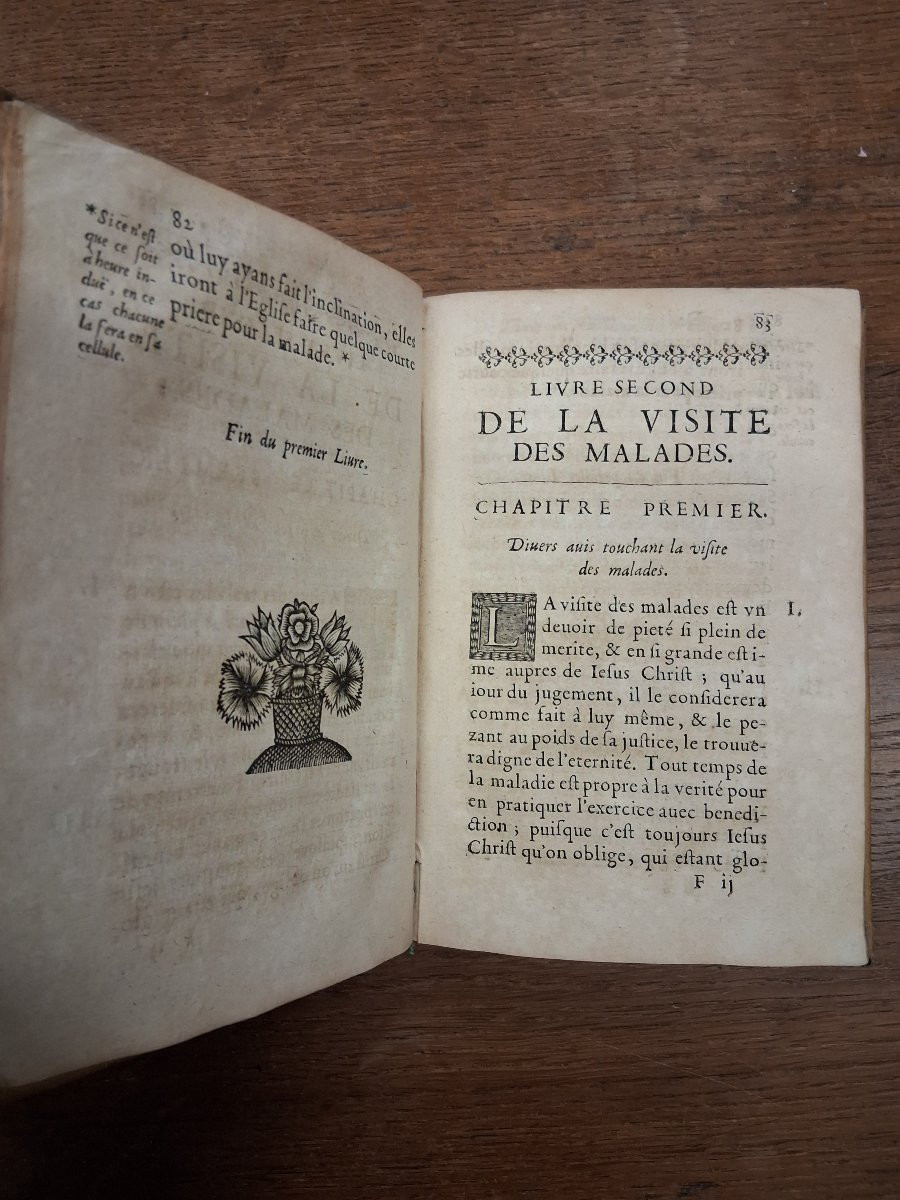 82
*Si ce n'eſt
que ce ſoit
à heure in-
duë, en ce
cas chacune
la fera en ſa
cellule.
où luy ayans fait l'inclination, elles
iront à l'Egliſe faire quelque courte
priere pour la malade. *
Fin du premier Liure.
83
LIVRE SECOND
DE LA VISITE
DES MALADES.
CHAPITRE PREMIER.
Diuers auis touchant la viſite
des malades.
LA viſite des malades eſt vn
deuoir de pieté ſi plein de
merite, & en ſi grande eſti-
me aupres de Ieſus Chriſt ; qu'au
iour du jugement, il le conſiderera
comme fait à luy même, & le pe-
zant au poids de ſa juſtice, le trouue-
ra digne de l'eternité. Tout temps de
la maladie eſt propre à la verité pour
en pratiquer l'exercice auec benedi-
ction ; puiſque c'eſt toujours Ieſus
Chriſt qu'on oblige, qui eſtant glo-
I.
F ij